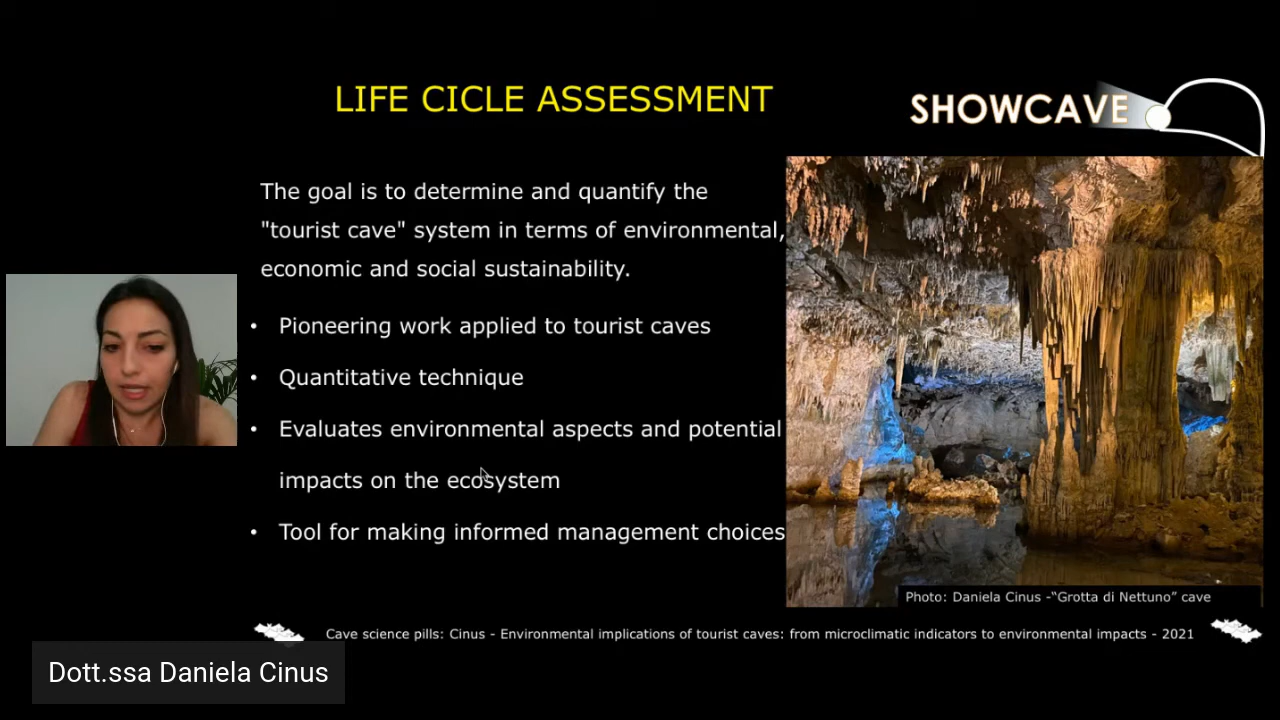 LIFE CICLE ASSESSMENT
SHOWCAVE
The goal is to determine and quantify the
"tourist cave" system in terms of environmental,
economic and social sustainability.
• Pioneering work applied to tourist caves
• Quantitative technique
• Evaluates environmental aspects and potential
impacts on the ecosystem
• Tool for making informed management choices
Photo: Daniela Cinus -“Grotta di Nettuno” cave
Cave science pills: Cinus - Environmental implications of tourist caves: from microclimatic indicators to environmental impacts - 2021
Dott.ssa Daniela Cinus